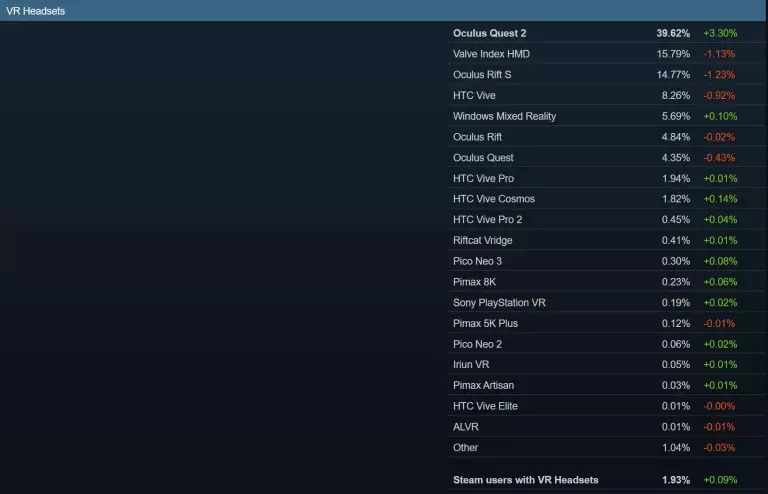 VR Headsets
Oculus Quest 2 39.62% +3.30%
Valve Index HMD 15.79% -1.13%
Oculus Rift S 14.77% -1.23%
HTC Vive 8.26% -0.92%
Windows Mixed Reality 5.69% +0.10%
Oculus Rift 4.84% -0.02%
Oculus Quest 4.35% -0.43%
HTC Vive Pro 1.94% +0.01%
HTC Vive Cosmos 1.82% +0.14%
HTC Vive Pro 2 0.45% +0.04%
Riftcat Vridge 0.41% +0.01%
Pico Neo 3 0.30% +0.08%
Pimax 8K 0.23% +0.06%
Sony PlayStation VR 0.19% +0.02%
Pimax 5K Plus 0.12% -0.01%
Pico Neo 2 0.06% +0.02%
Iriun VR 0.05% +0.01%
Pimax Artisan 0.03% +0.01%
HTC Vive Elite 0.01% -0.00%
ALVR 0.01% -0.01%
Other 1.04% -0.03%
Steam users with VR Headsets 1.93% +0.09%